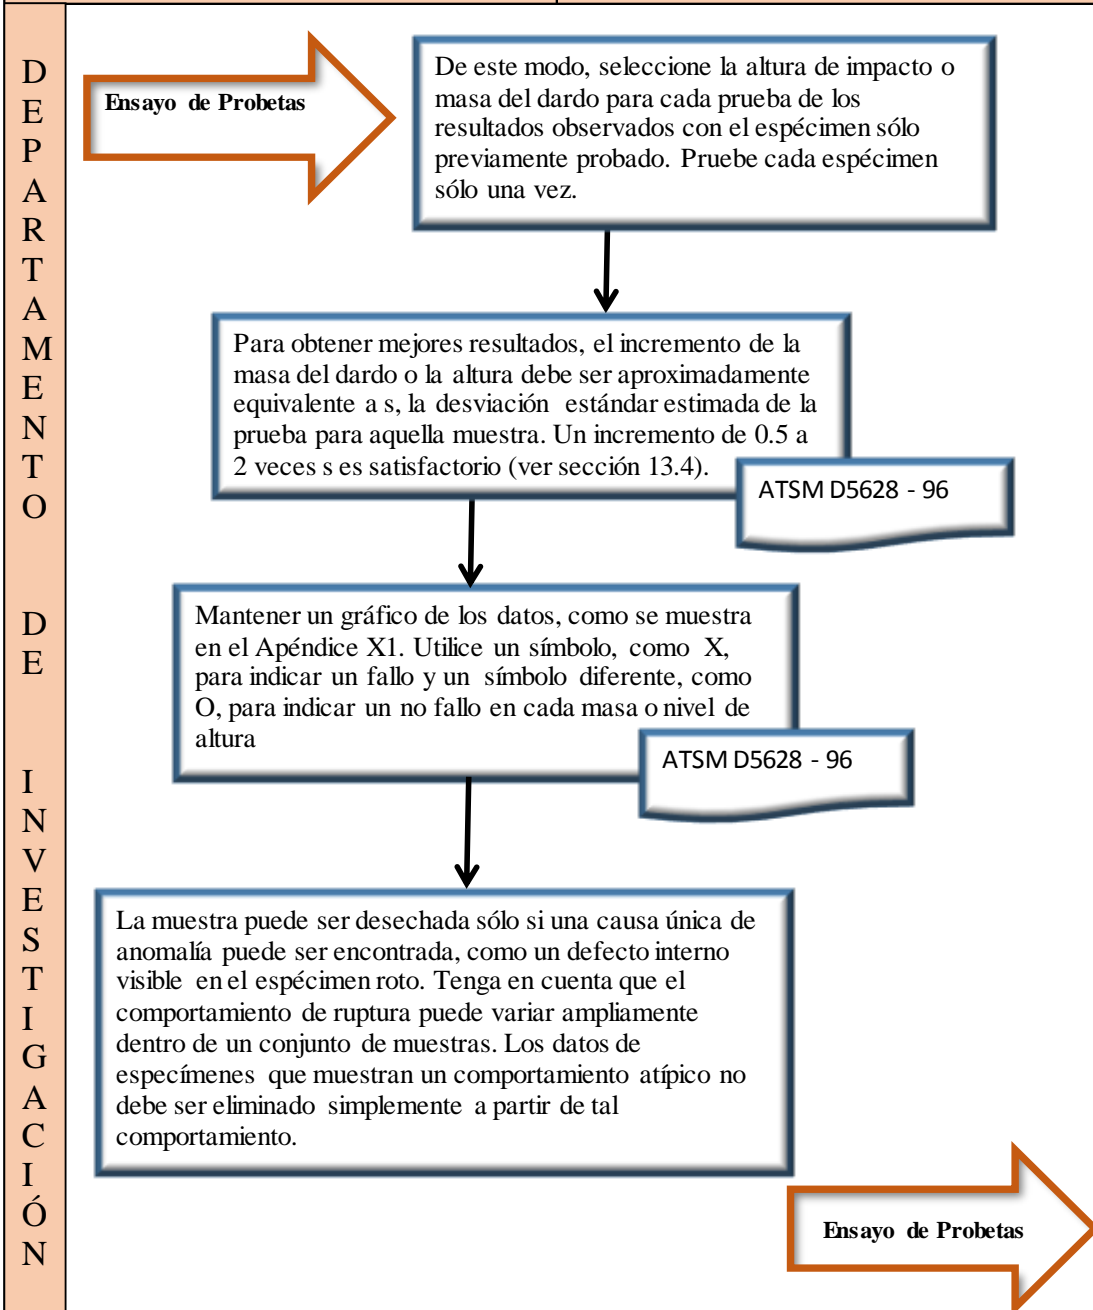 D
E
P
A
R
T
A
M
E
N
T
O
D
E
I
N
V
E
S
T
I
G
A
C
I
Ó
N
Ensayo de Probetas
De este modo, seleccione la altura de impacto o
masa del dardo para cada prueba de los
resultados observados con el espécimen sólo
previamente probado. Pruebe cada espécimen
sólo una vez.
Para obtener mejores resultados, el incremento de la
masa del dardo o la altura debe ser aproximadamente
equivalente a s, la desviación estándar estimada de la
prueba para aquella muestra. Un incremento de 0.5 a
2 veces s es satisfactorio (ver sección 13.4).
ATSM D5628 - 96
Mantener un gráfico de los datos, como se muestra
en el Apéndice X1. Utilice un símbolo, como X,
para indicar un fallo y un símbolo diferente, como
O, para indicar un no fallo en cada masa o nivel de
altura
ATSM D5628 - 96
La muestra puede ser desechada sólo si una causa única de
anomalía puede ser encontrada, como un defecto interno
visible en el espécimen roto. Tenga en cuenta que el
comportamiento de ruptura puede variar ampliamente
dentro de un conjunto de muestras. Los datos de
especímenes que muestran un comportamiento atípico no
debe ser eliminado simplemente a partir de tal
comportamiento.
Ensayo de Probetas